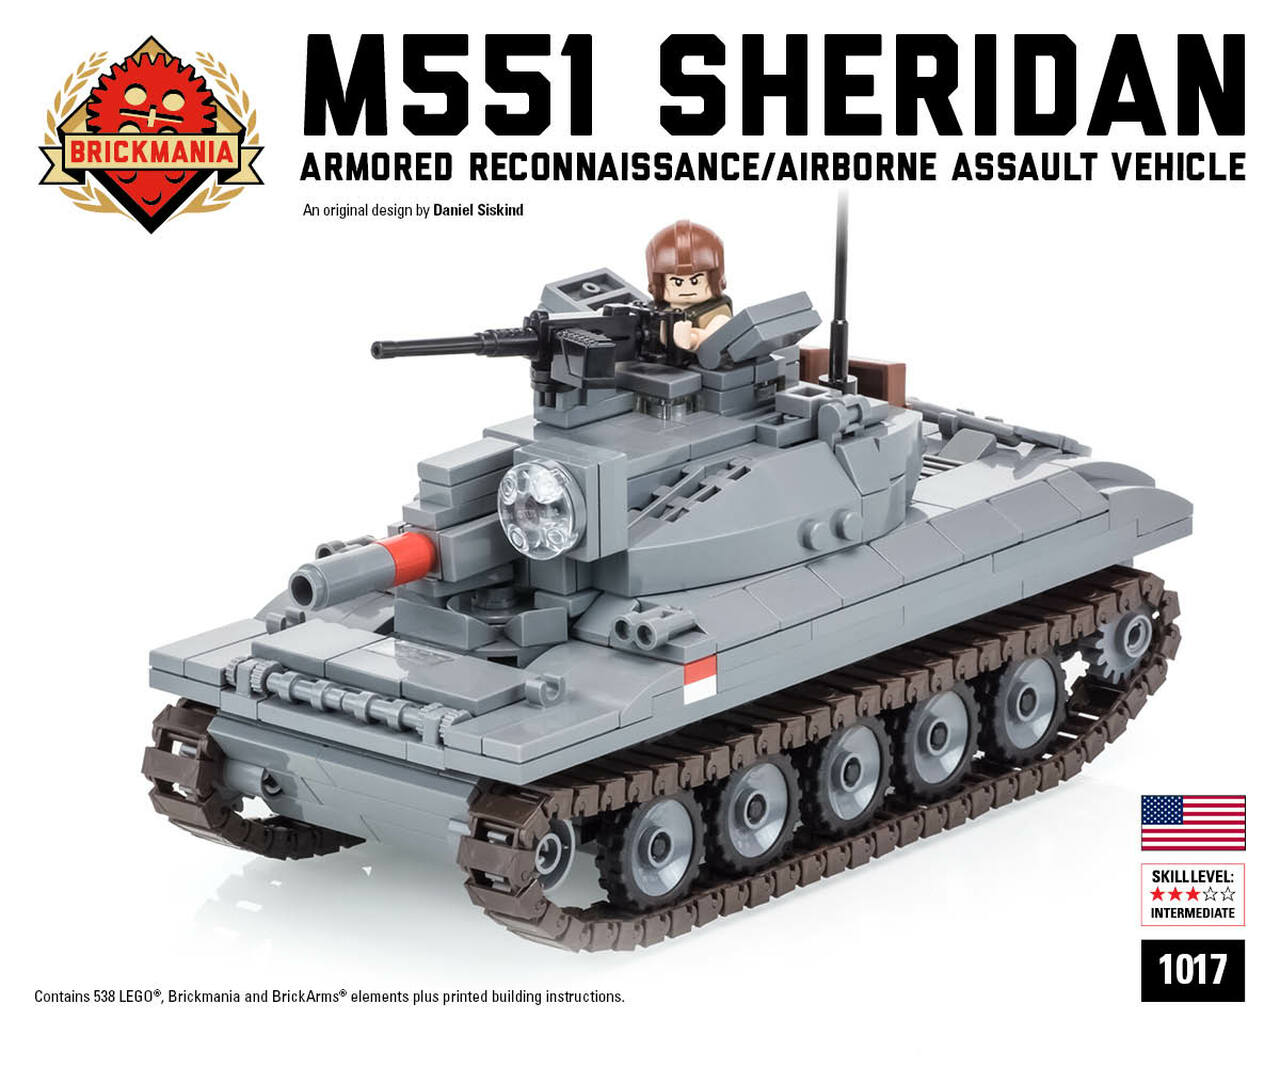 BRICKMANIA
M551 SHERIDAN
ARMORED RECONNAISSANCE/AIRBORNE ASSAULT VEHICLE
An original design by Daniel Siskind
SKILL LEVEL:
INTERMEDIATE
1017
Contains 538 LEGO®, Brickmania and BrickArms® elements plus printed building instructions.